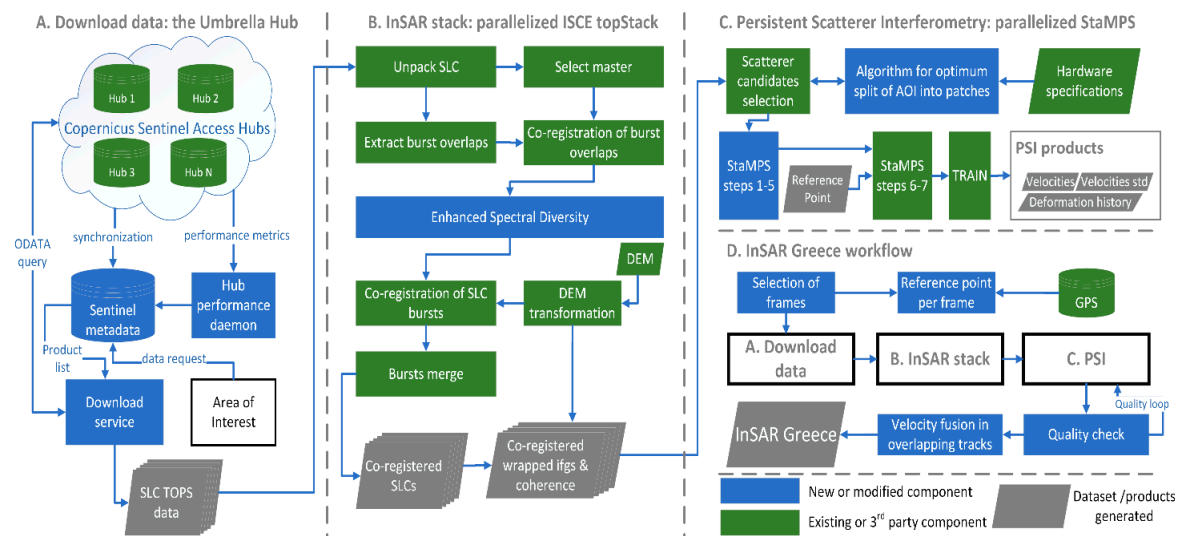 A. Download data: the Umbrella Hub
Hub 1
Hub 2
Copernicus Sentinel Access Hubs
Hub 3
Hub N
ODATA
query
synchronization
performance metrics
Sentinel
metadata
Hub
performance
daemon
Product
list
data request
Download
service
Area of
Interest
SLC TOPS
data
B. InSAR stack: parallelized ISCE topStack
Unpack SLC
Select master
Extract burst overlaps
Co-registration of burst
overlaps
Enhanced Spectral Diversity
DEM
Co-registration of SLC
bursts
DEM
transformation
Bursts merge
Co-registered
SLCs
Co-registered
wrapped ifgs &
coherence
C. Persistent Scatterer Interferometry: parallelized StaMPS
Scatterer
candidates
selection
Algorithm for optimum
split of AOI into patches
Hardware
specifications
StaMPS
steps 1-5
Reference
Point
StaMPS
steps 6-7
TRAIN
PSI products
Velocities
Velocities std
Deformation history
D. InSAR Greece workflow
Selection of
frames
Reference point
per frame
GPS
A. Download
data
B. InSAR stack
C. PSI
Quality loop
InSAR Greece
Velocity fusion in
overlapping tracks
Quality check
New or modified component
Existing or 3rd party component
Dataset /products
generated